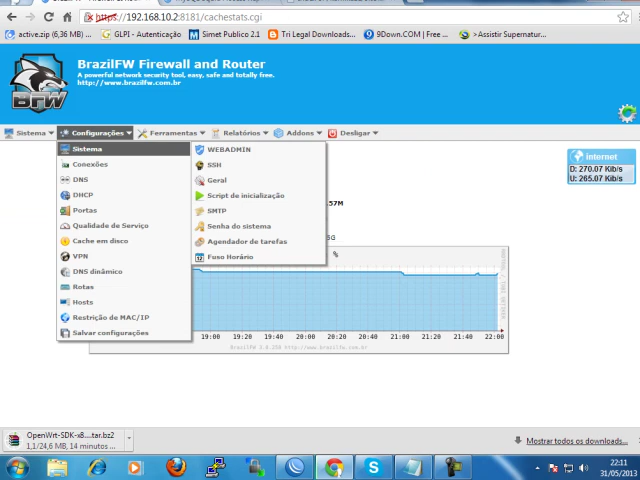 https://192.168.10.2:8181/cachestats.cgi
active.zip (6,36 MB) ...
GLPI - Autenticação
Simet Publico 2.1
Tri Legal Downloads...
9Down.COM | Free ...
>Assistir Supernatur...
BrazilFW Firewall and Router
A powerful network security tool, easy, safe and totally free.
http://www.brazilfw.com.br
BFW
Sistema
Configurações
Ferramentas
Relatórios
Addons
Desligar
Internet
D: 270.07 Kib/s
U: 265.07 Kib/s
Sistema
Conexões
DNS
DHCP
Portas
Qualidade de Serviço
Cache em disco
VPN
DNS dinâmico
Rotas
Hosts
Restrição de MAC/IP
Salvar configurações
WEBADMIN
SSH
Geral
Script de inicialização
SMTP
Senha do sistema
Agendador de tarefas
Fuso Horário
.57M
%
19:00 19:20 19:40 20:00 20:20 20:40 21:00 21:20 21:40 22:00
OpenWrt-SDK-x8....tar.bz2
1,1/24,6 MB, 14 minutos ...
Mostrar todos os downloads...
22:11
31/05/2013